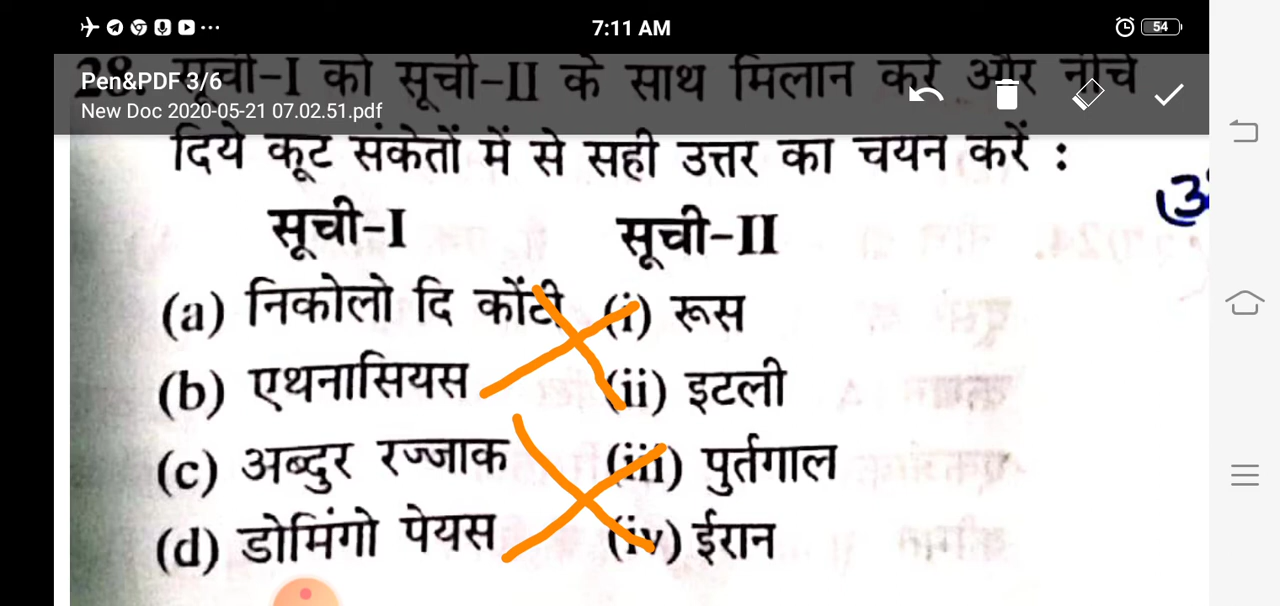 7:11 AM
54
Pen&PDF 3/6
New Doc 2020-05-21 07.02.51.pdf
28. सूची-I को सूची-II के साथ मिलान करें और नीचे
दिये कूट संकेतों में से सही उत्तर का चयन करें :
सूची-I सूची-II
(a) निकोलो दि कोंटी (i) रूस
(b) एथनासियस (ii) इटली
(c) अब्दुर रज्जाक (iii) पुर्तगाल
(d) डोमिंगो पेयस (iv) ईरान